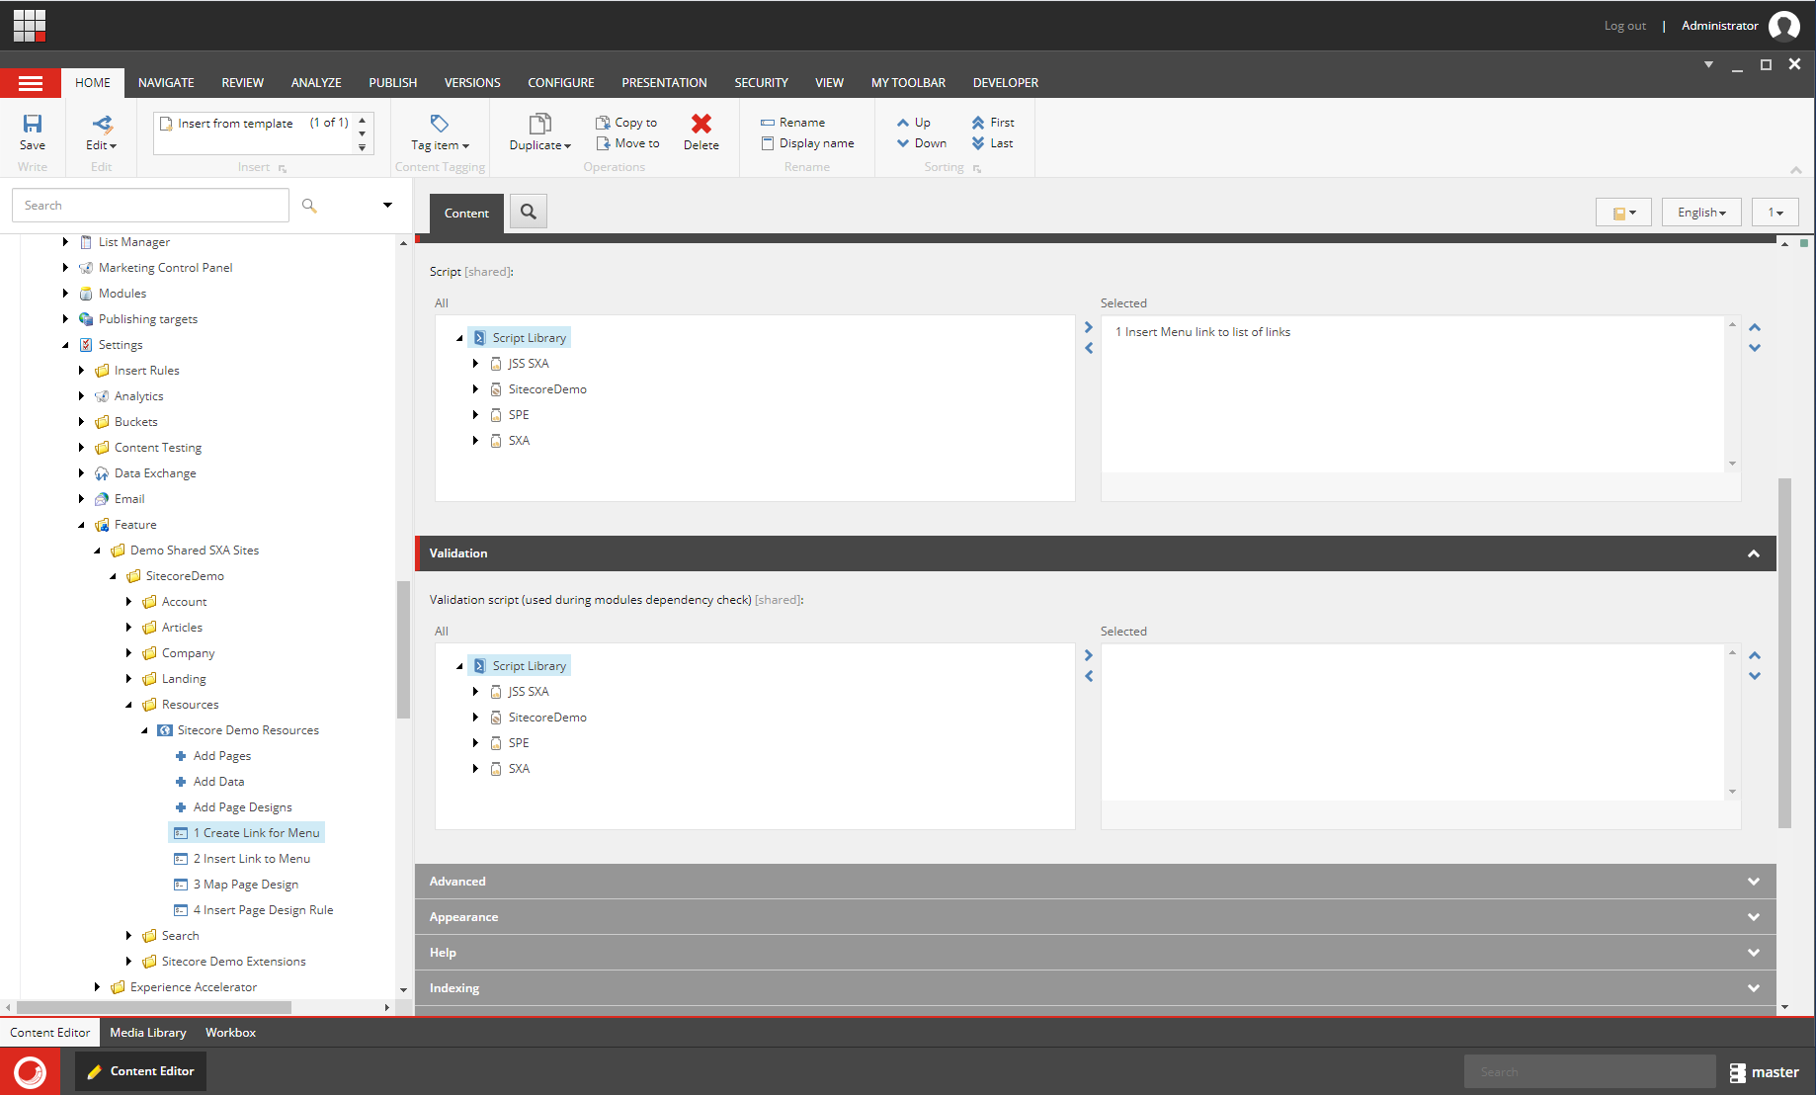 Log out | Administrator
HOME NAVIGATE REVIEW ANALYZE PUBLISH VERSIONS CONFIGURE PRESENTATION SECURITY VIEW MY TOOLBAR DEVELOPER
Insert from template (1 of 1)
Save
Write
Edit
Edit
Insert
Tag item
Content Tagging
Duplicate
Copy to
Move to
Delete
Operations
Rename
Display name
Rename
Up
Down
First
Last
Sorting
Search
Content
English
1
List Manager
Marketing Control Panel
Modules
Publishing targets
Settings
Insert Rules
Analytics
Buckets
Content Testing
Data Exchange
Email
Feature
Demo Shared SXA Sites
SitecoreDemo
Account
Articles
Company
Landing
Resources
Sitecore Demo Resources
Add Pages
Add Data
Add Page Designs
1 Create Link for Menu
2 Insert Link to Menu
3 Map Page Design
4 Insert Page Design Rule
Search
Sitecore Demo Extensions
Experience Accelerator
Script [shared]:
All
Script Library
JSS SXA
SitecoreDemo
SPE
SXA
Selected
1 Insert Menu link to list of links
Validation
Validation script (used during modules dependency check) [shared]:
All
Script Library
JSS SXA
SitecoreDemo
SPE
SXA
Selected
Advanced
Appearance
Help
Indexing
Content Editor Media Library Workbox
Content Editor
Search
master